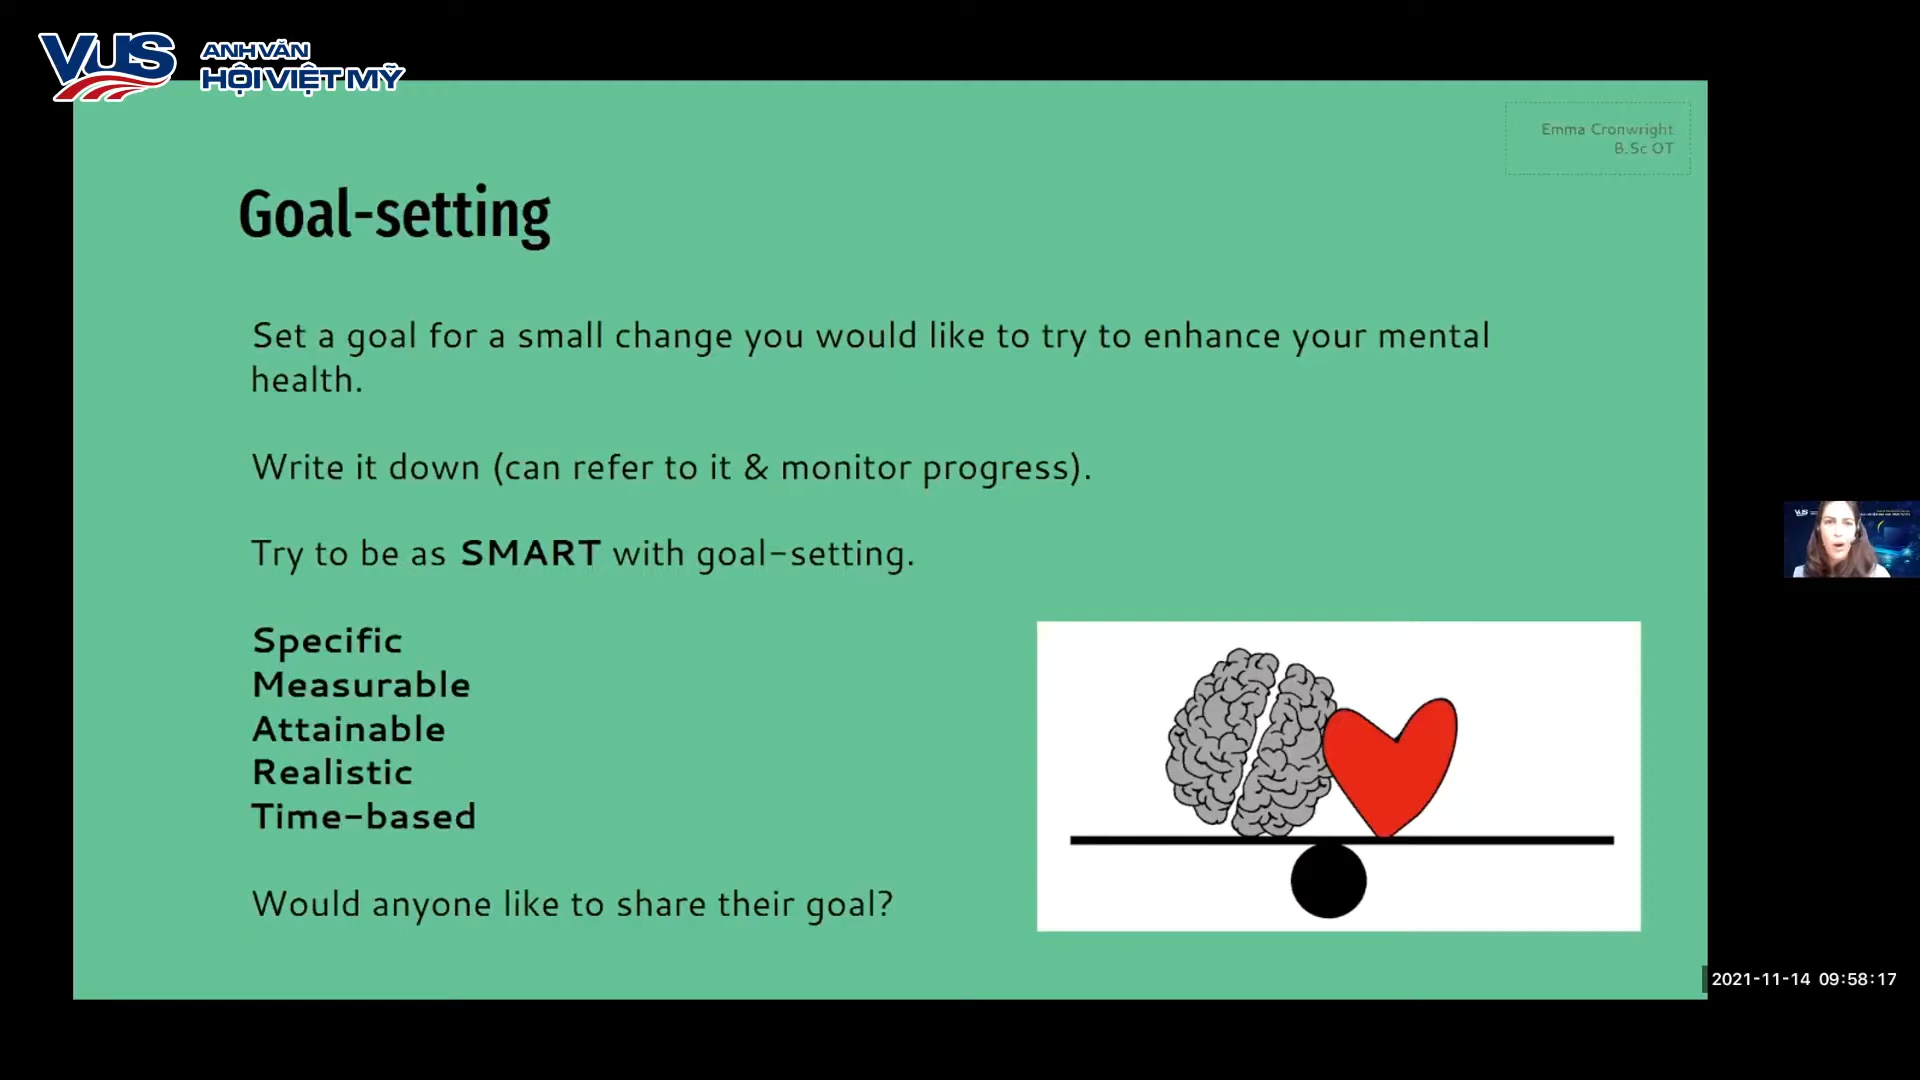 VUS
ANH VĂN
HỘI VIỆT MỸ
Emma Cronwright
B.Sc OT
Goal-setting
Set a goal for a small change you would like to try to enhance your mental
health.
Write it down (can refer to it & monitor progress).
Try to be as SMART with goal-setting.
Specific
Measurable
Attainable
Realistic
Time-based
Would anyone like to share their goal?
VUS
2021-11-14 09:58:17